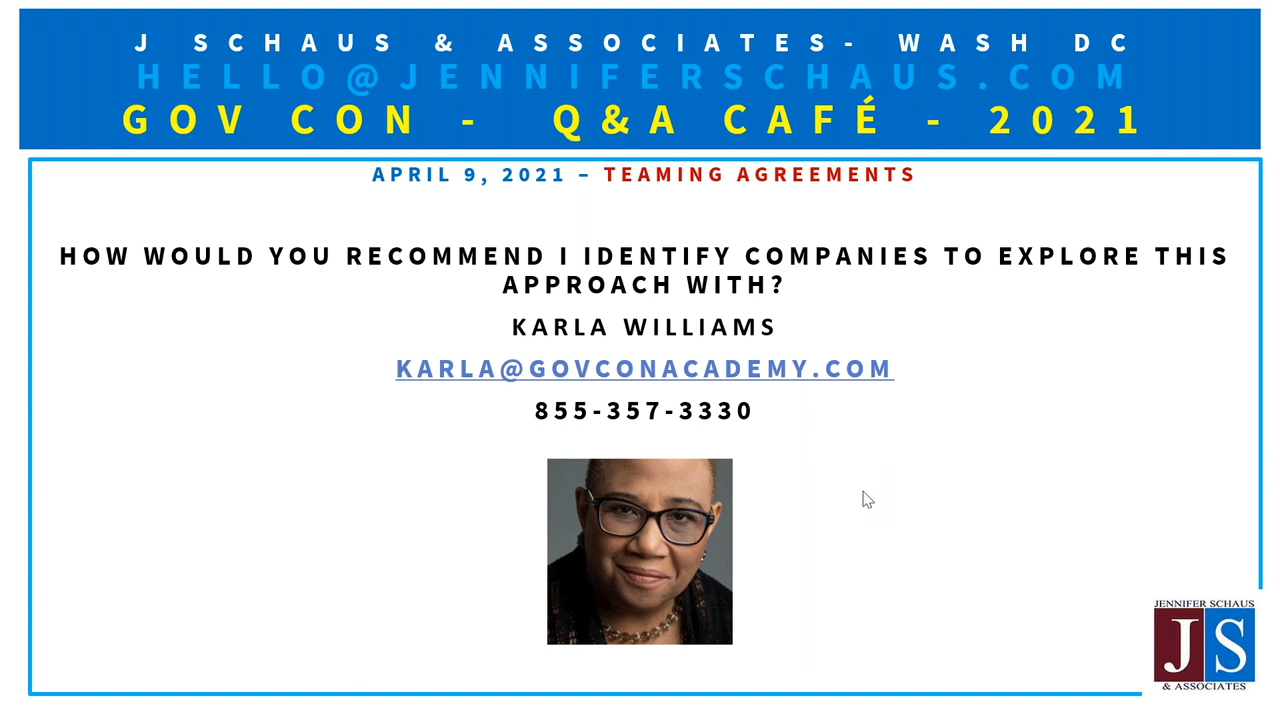 J SCHAUS & ASSOCIATES- WASH DC
HELLO@JENNIFERSCHAUS.COM
GOV CON - Q&A CAFÉ - 2021
APRIL 9, 2021 – TEAMING AGREEMENTS
HOW WOULD YOU RECOMMEND I IDENTIFY COMPANIES TO EXPLORE THIS
APPROACH WITH?
KARLA WILLIAMS
KARLA@GOVCONACADEMY.COM
855-357-3330
JENNIFER SCHAUS
JS
& ASSOCIATES